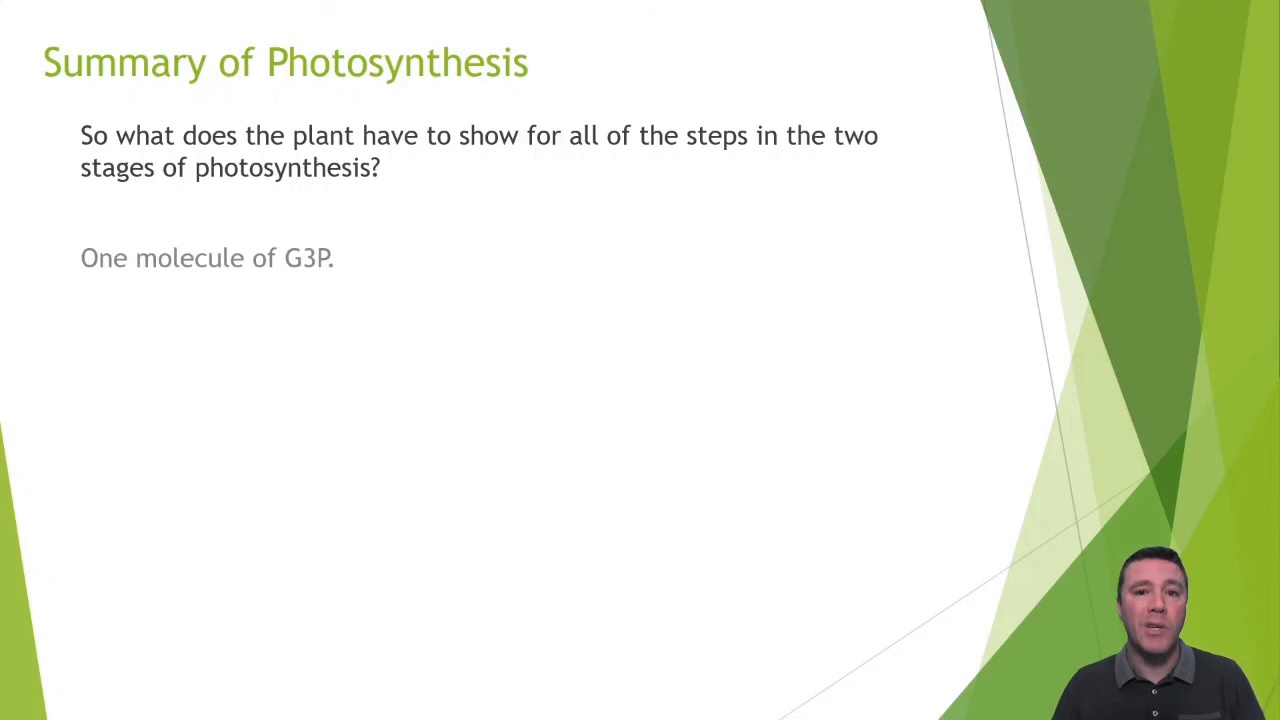 Summary of Photosynthesis
So what does the plant have to show for all of the steps in the two
stages of photosynthesis?
One molecule of G3P.